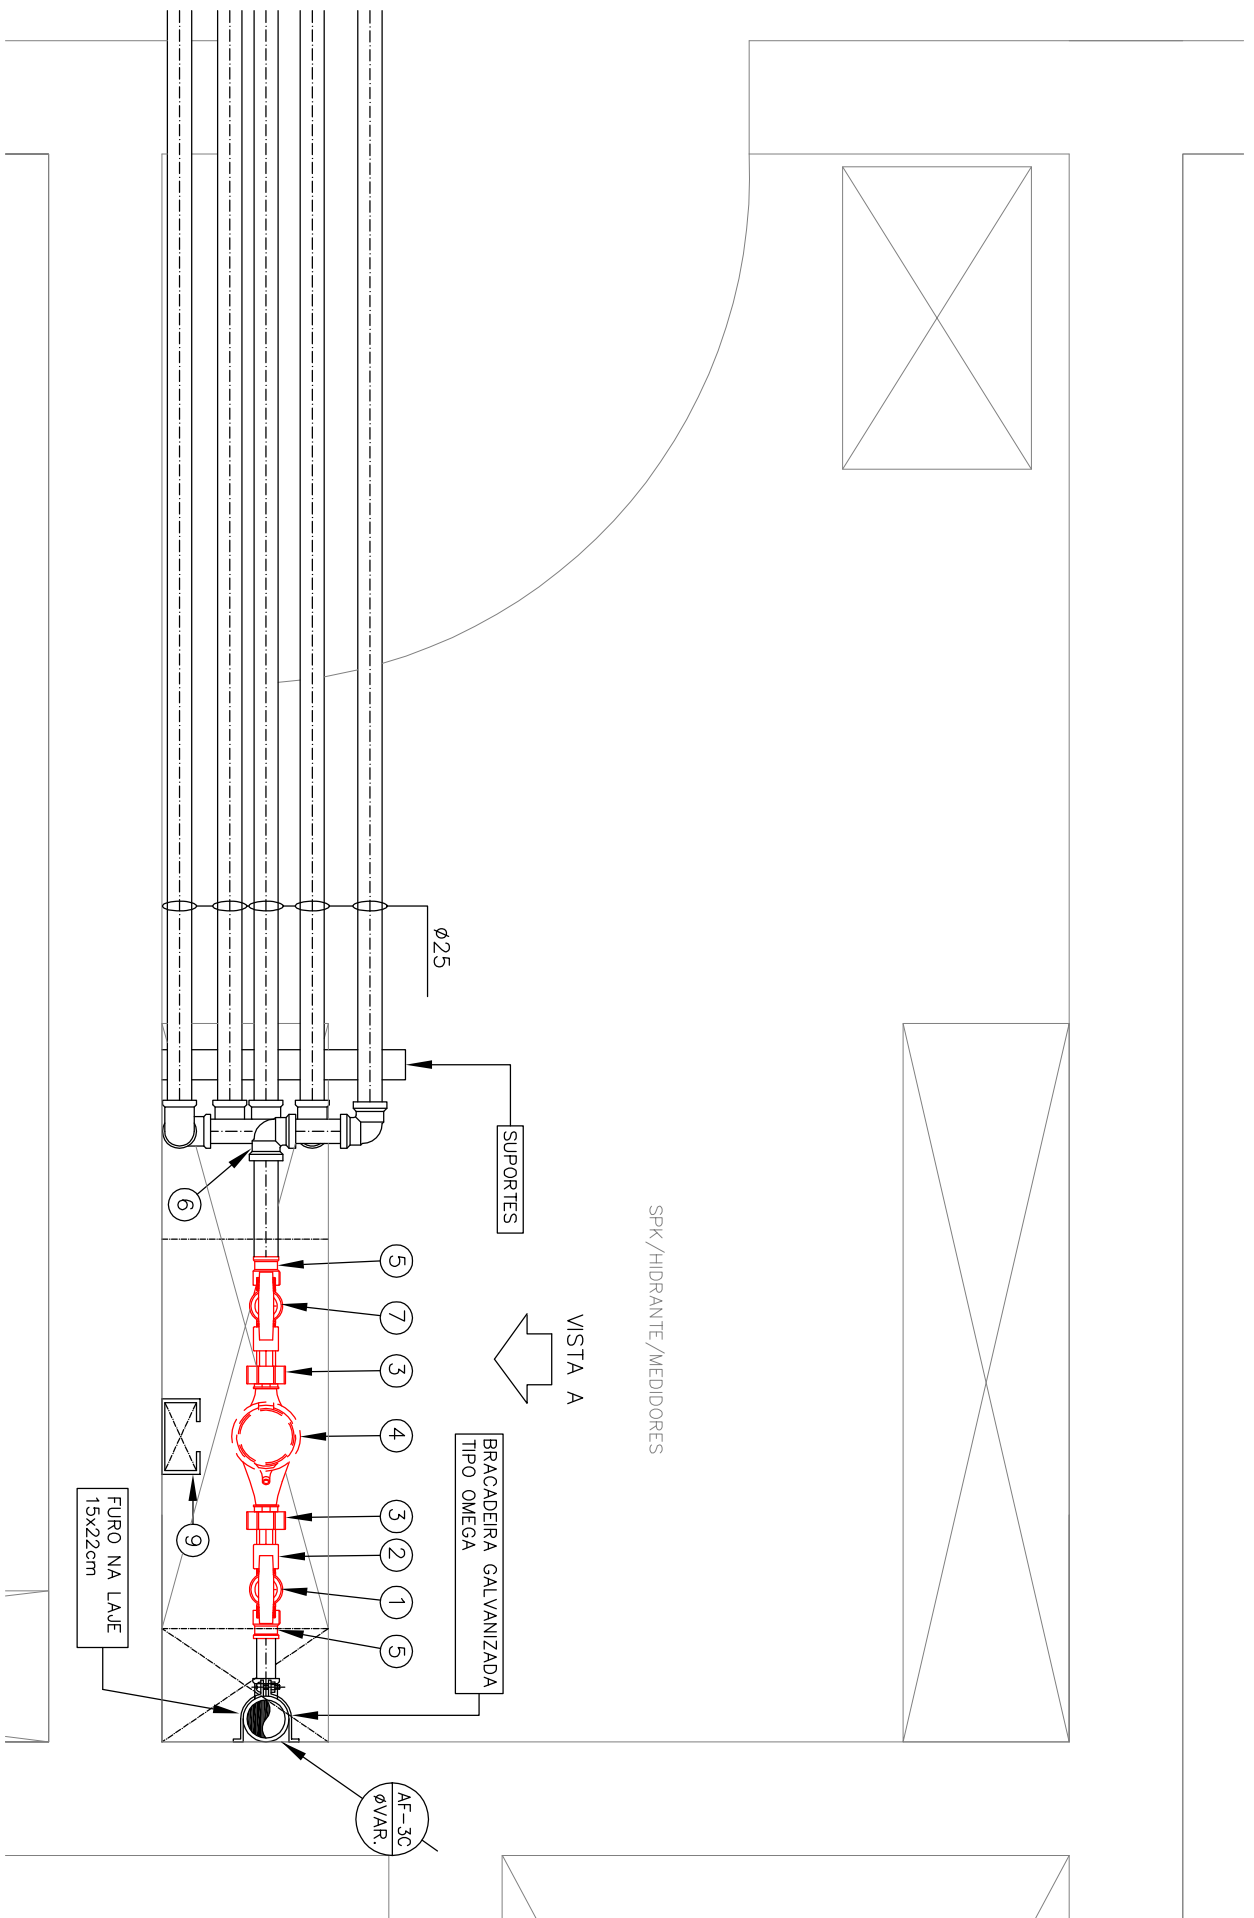 SPK/HIDRANTE/MEDIDORES
VISTA A
SUPORTES
BRACADEIRA GALVANIZADA
TIPO OMEGA
ø25
5
7
3
4
3
2
1
5
AF-3C
øVAR.
6
9
FURO NA LAJE
15x22cm